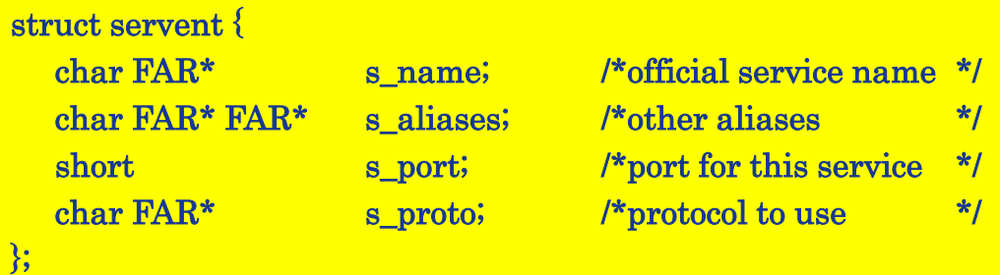 struct servent {
char FAR* s_name; /*official service name */
char FAR* FAR* s_aliases; /*other aliases */
short s_port; /*port for this service */
char FAR* s_proto; /*protocol to use */
};